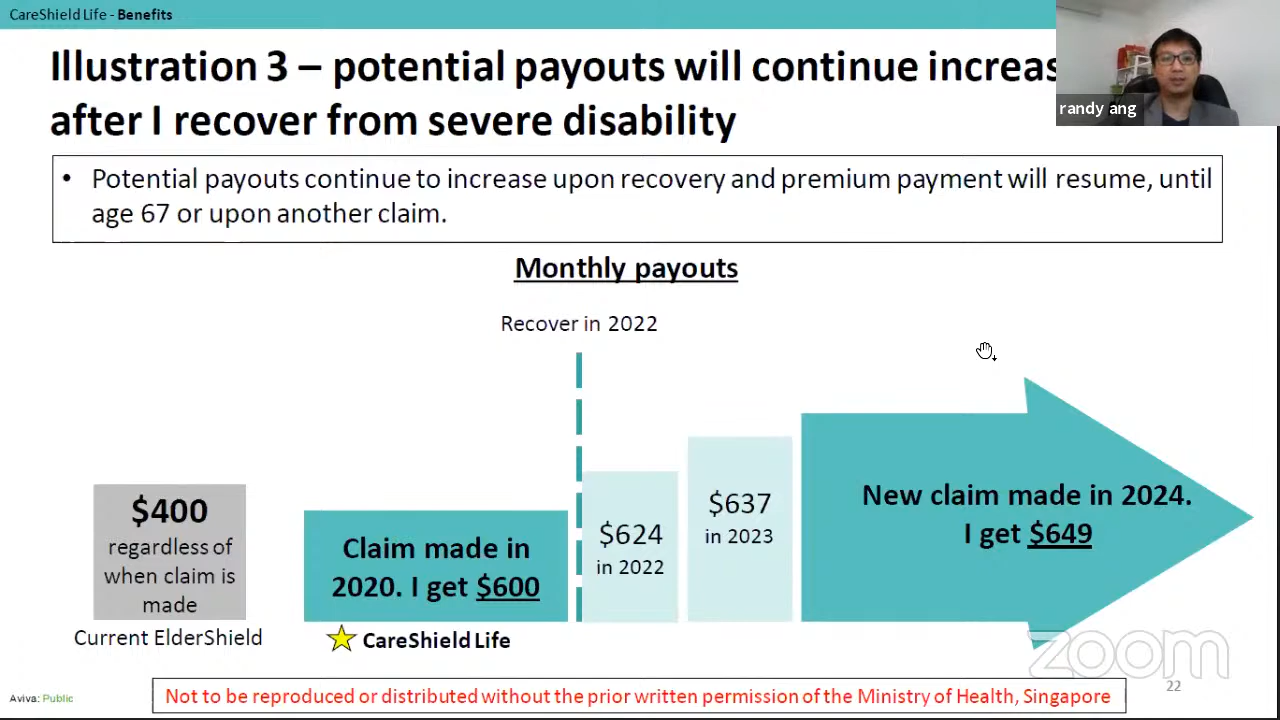 CareShield Life - Benefits
Illustration 3 – potential payouts will continue increas
after I recover from severe disability
randy ang
• Potential payouts continue to increase upon recovery and premium payment will resume, until
age 67 or upon another claim.
Monthly payouts
Recover in 2022
$400
regardless of
when claim is
made
Current ElderShield
Claim made in
2020. I get $600
CareShield Life
$624
in 2022
$637
in 2023
New claim made in 2024.
I get $649
zoom
Aviva: Public
Not to be reproduced or distributed without the prior written permission of the Ministry of Health, Singapore
22